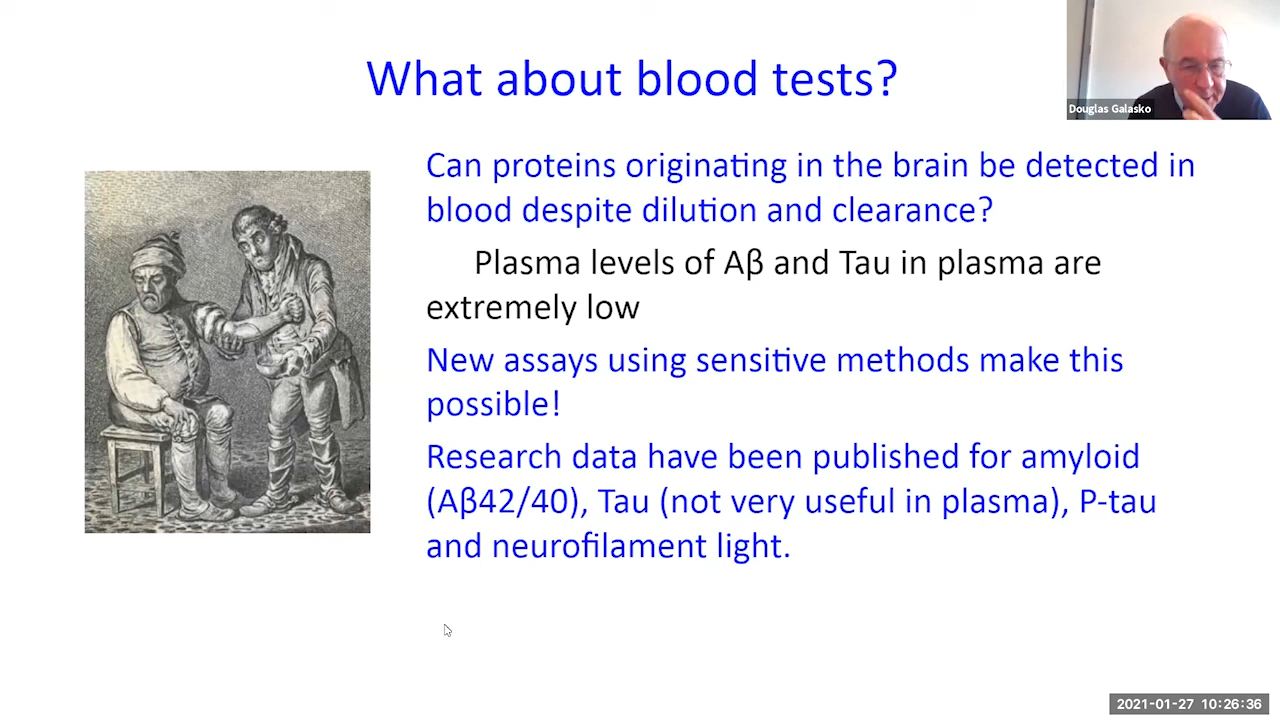 What about blood tests?
Douglas Galasko
Can proteins originating in the brain be detected in
blood despite dilution and clearance?
Plasma levels of Aβ and Tau in plasma are
extremely low
New assays using sensitive methods make this
possible!
Research data have been published for amyloid
(Aβ42/40), Tau (not very useful in plasma), P-tau
and neurofilament light.
2021-01-27 10:26:36